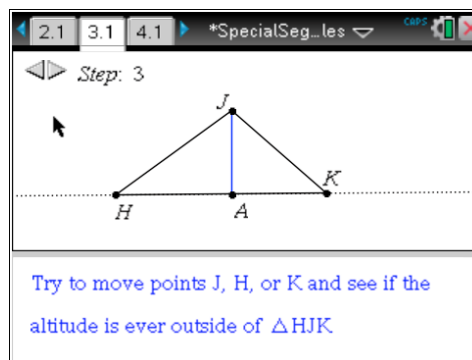 2.1 3.1 4.1 *SpecialSeg...les CAPS
Step: 3
J
K
H A
Try to move points J, H, or K and see if the
altitude is ever outside of △HJK